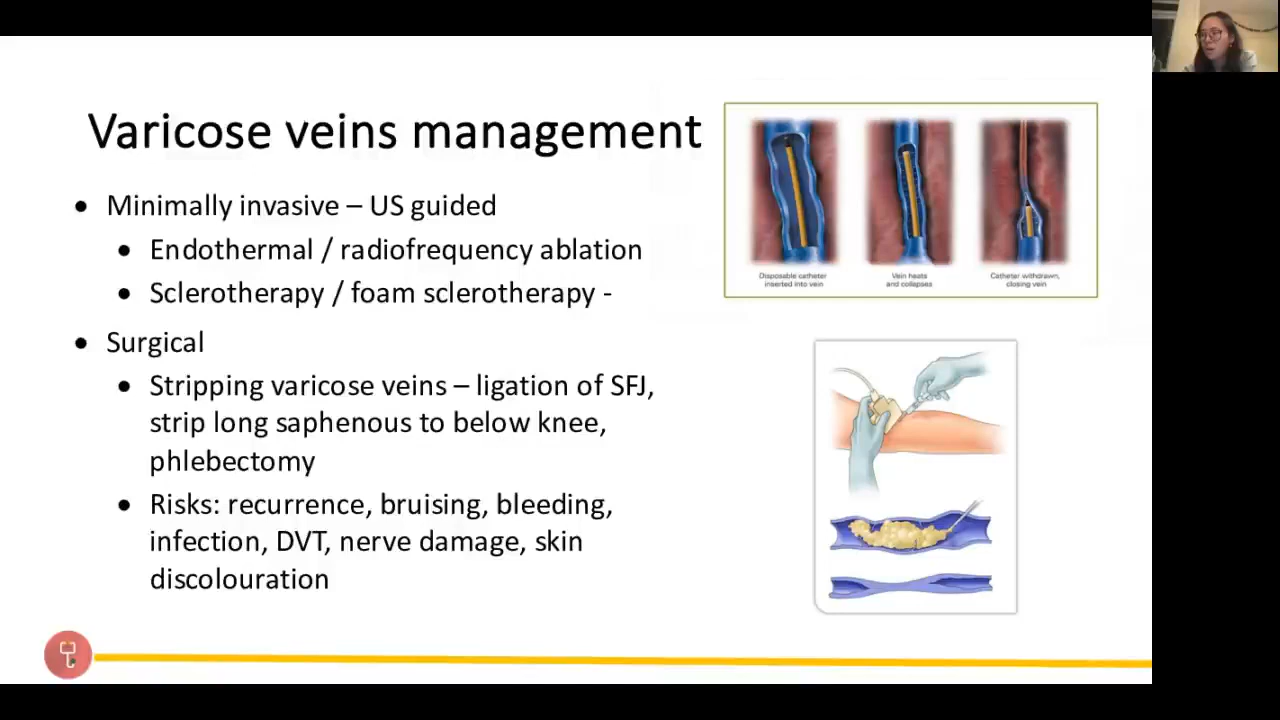 Varicose veins management
• Minimally invasive – US guided
• Endothermal / radiofrequency ablation
• Sclerotherapy / foam sclerotherapy -
• Surgical
• Stripping varicose veins – ligation of SFJ,
strip long saphenous to below knee,
phlebectomy
• Risks: recurrence, bruising, bleeding,
infection, DVT, nerve damage, skin
discolouration
Disposable catheter
inserted into vein
Vein heats
and collapses
Catheter withdrawn,
closing vein